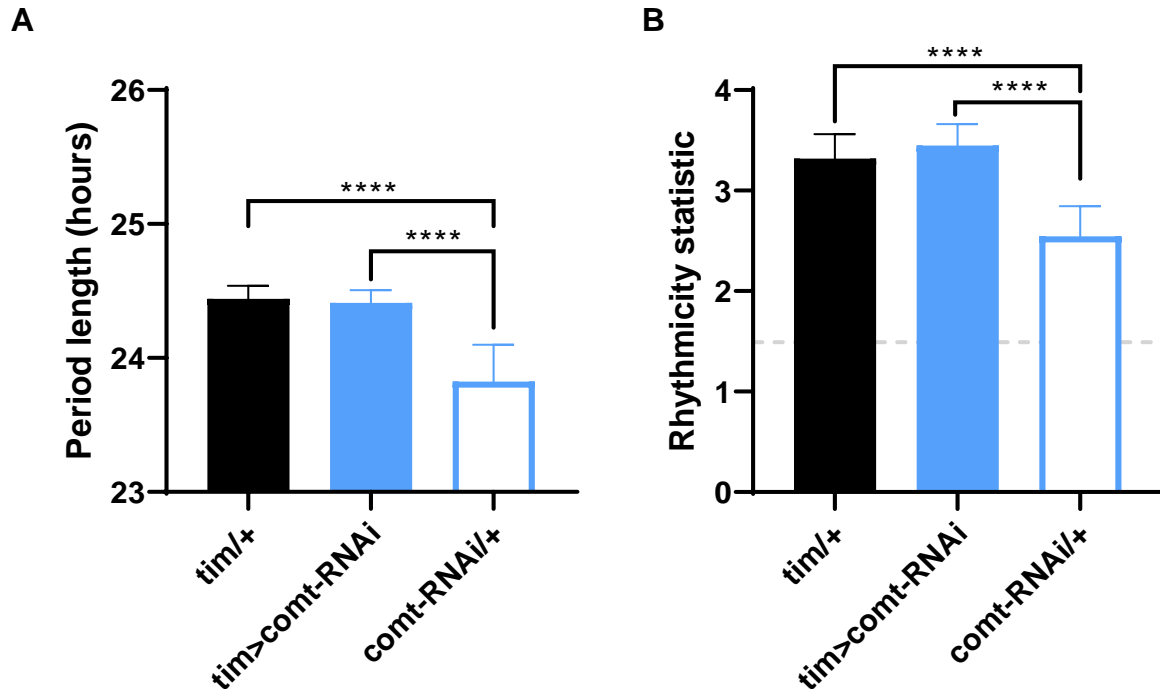 A
Period length (hours)
26
25
24
23
****
****
tim/+
tim>comt-RNAi
comt-RNAi/+
B
Rhythmicity statistic
4
3
2
1
0
****
****
tim/+
tim>comt-RNAi
comt-RNAi/+